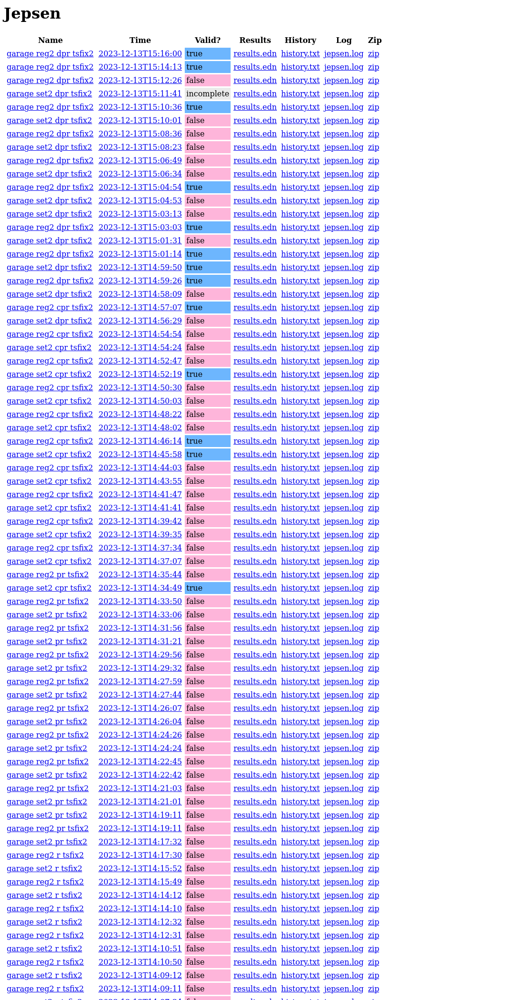 Jepsen
Name Time Valid? Results History Log Zip
garage reg2 dpr tsfix2 2023-12-13T15:16:00 true results.edn history.txt jepsen.log zip
garage reg2 dpr tsfix2 2023-12-13T15:14:13 true results.edn history.txt jepsen.log zip
garage reg2 dpr tsfix2 2023-12-13T15:12:26 false results.edn history.txt jepsen.log zip
garage set2 dpr tsfix2 2023-12-13T15:11:41 incomplete results.edn history.txt jepsen.log zip
garage reg2 dpr tsfix2 2023-12-13T15:10:36 true results.edn history.txt jepsen.log zip
garage set2 dpr tsfix2 2023-12-13T15:10:01 false results.edn history.txt jepsen.log zip
garage reg2 dpr tsfix2 2023-12-13T15:08:36 false results.edn history.txt jepsen.log zip
garage set2 dpr tsfix2 2023-12-13T15:08:23 false results.edn history.txt jepsen.log zip
garage reg2 dpr tsfix2 2023-12-13T15:06:49 false results.edn history.txt jepsen.log zip
garage set2 dpr tsfix2 2023-12-13T15:06:34 false results.edn history.txt jepsen.log zip
garage reg2 dpr tsfix2 2023-12-13T15:04:54 true results.edn history.txt jepsen.log zip
garage set2 dpr tsfix2 2023-12-13T15:04:53 false results.edn history.txt jepsen.log zip
garage set2 dpr tsfix2 2023-12-13T15:03:13 false results.edn history.txt jepsen.log zip
garage reg2 dpr tsfix2 2023-12-13T15:03:03 true results.edn history.txt jepsen.log zip
garage set2 dpr tsfix2 2023-12-13T15:01:31 false results.edn history.txt jepsen.log zip
garage reg2 dpr tsfix2 2023-12-13T15:01:14 true results.edn history.txt jepsen.log zip
garage set2 dpr tsfix2 2023-12-13T14:59:50 true results.edn history.txt jepsen.log zip
garage reg2 dpr tsfix2 2023-12-13T14:59:26 true results.edn history.txt jepsen.log zip
garage set2 dpr tsfix2 2023-12-13T14:58:09 false results.edn history.txt jepsen.log zip
garage reg2 cpr tsfix2 2023-12-13T14:57:07 true results.edn history.txt jepsen.log zip
garage set2 dpr tsfix2 2023-12-13T14:56:29 false results.edn history.txt jepsen.log zip
garage reg2 cpr tsfix2 2023-12-13T14:54:54 false results.edn history.txt jepsen.log zip
garage set2 cpr tsfix2 2023-12-13T14:54:24 false results.edn history.txt jepsen.log zip
garage reg2 cpr tsfix2 2023-12-13T14:52:47 false results.edn history.txt jepsen.log zip
garage set2 cpr tsfix2 2023-12-13T14:52:19 true results.edn history.txt jepsen.log zip
garage reg2 cpr tsfix2 2023-12-13T14:50:30 false results.edn history.txt jepsen.log zip
garage set2 cpr tsfix2 2023-12-13T14:50:03 false results.edn history.txt jepsen.log zip
garage reg2 cpr tsfix2 2023-12-13T14:48:22 false results.edn history.txt jepsen.log zip
garage set2 cpr tsfix2 2023-12-13T14:48:02 false results.edn history.txt jepsen.log zip
garage reg2 cpr tsfix2 2023-12-13T14:46:14 true results.edn history.txt jepsen.log zip
garage set2 cpr tsfix2 2023-12-13T14:45:58 true results.edn history.txt jepsen.log zip
garage reg2 cpr tsfix2 2023-12-13T14:44:03 false results.edn history.txt jepsen.log zip
garage set2 cpr tsfix2 2023-12-13T14:43:55 false results.edn history.txt jepsen.log zip
garage reg2 cpr tsfix2 2023-12-13T14:41:47 false results.edn history.txt jepsen.log zip
garage set2 cpr tsfix2 2023-12-13T14:41:41 false results.edn history.txt jepsen.log zip
garage reg2 cpr tsfix2 2023-12-13T14:39:42 false results.edn history.txt jepsen.log zip
garage set2 cpr tsfix2 2023-12-13T14:39:35 false results.edn history.txt jepsen.log zip
garage reg2 cpr tsfix2 2023-12-13T14:37:34 false results.edn history.txt jepsen.log zip
garage set2 cpr tsfix2 2023-12-13T14:37:07 false results.edn history.txt jepsen.log zip
garage reg2 pr tsfix2 2023-12-13T14:35:44 false results.edn history.txt jepsen.log zip
garage set2 cpr tsfix2 2023-12-13T14:34:49 true results.edn history.txt jepsen.log zip
garage reg2 pr tsfix2 2023-12-13T14:33:50 false results.edn history.txt jepsen.log zip
garage set2 pr tsfix2 2023-12-13T14:33:06 false results.edn history.txt jepsen.log zip
garage reg2 pr tsfix2 2023-12-13T14:31:56 false results.edn history.txt jepsen.log zip
garage set2 pr tsfix2 2023-12-13T14:31:21 false results.edn history.txt jepsen.log zip
garage reg2 pr tsfix2 2023-12-13T14:29:56 false results.edn history.txt jepsen.log zip
garage set2 pr tsfix2 2023-12-13T14:29:32 false results.edn history.txt jepsen.log zip
garage reg2 pr tsfix2 2023-12-13T14:27:59 false results.edn history.txt jepsen.log zip
garage set2 pr tsfix2 2023-12-13T14:27:44 false results.edn history.txt jepsen.log zip
garage reg2 pr tsfix2 2023-12-13T14:26:07 false results.edn history.txt jepsen.log zip
garage set2 pr tsfix2 2023-12-13T14:26:04 false results.edn history.txt jepsen.log zip
garage reg2 pr tsfix2 2023-12-13T14:24:26 false results.edn history.txt jepsen.log zip
garage set2 pr tsfix2 2023-12-13T14:24:24 false results.edn history.txt jepsen.log zip
garage reg2 pr tsfix2 2023-12-13T14:22:45 false results.edn history.txt jepsen.log zip
garage set2 pr tsfix2 2023-12-13T14:22:42 false results.edn history.txt jepsen.log zip
garage reg2 pr tsfix2 2023-12-13T14:21:03 false results.edn history.txt jepsen.log zip
garage set2 pr tsfix2 2023-12-13T14:21:01 false results.edn history.txt jepsen.log zip
garage set2 pr tsfix2 2023-12-13T14:19:11 false results.edn history.txt jepsen.log zip
garage reg2 pr tsfix2 2023-12-13T14:19:11 false results.edn history.txt jepsen.log zip
garage set2 pr tsfix2 2023-12-13T14:17:32 false results.edn history.txt jepsen.log zip
garage reg2 r tsfix2 2023-12-13T14:17:30 false results.edn history.txt jepsen.log zip
garage set2 r tsfix2 2023-12-13T14:15:52 false results.edn history.txt jepsen.log zip
garage reg2 r tsfix2 2023-12-13T14:15:49 false results.edn history.txt jepsen.log zip
garage set2 r tsfix2 2023-12-13T14:14:12 false results.edn history.txt jepsen.log zip
garage reg2 r tsfix2 2023-12-13T14:14:10 false results.edn history.txt jepsen.log zip
garage set2 r tsfix2 2023-12-13T14:12:32 false results.edn history.txt jepsen.log zip
garage reg2 r tsfix2 2023-12-13T14:12:31 false results.edn history.txt jepsen.log zip
garage set2 r tsfix2 2023-12-13T14:10:51 false results.edn history.txt jepsen.log zip
garage reg2 r tsfix2 2023-12-13T14:10:50 false results.edn history.txt jepsen.log zip
garage set2 r tsfix2 2023-12-13T14:09:12 false results.edn history.txt jepsen.log zip
garage reg2 r tsfix2 2023-12-13T14:09:11 false results.edn history.txt jepsen.log zip